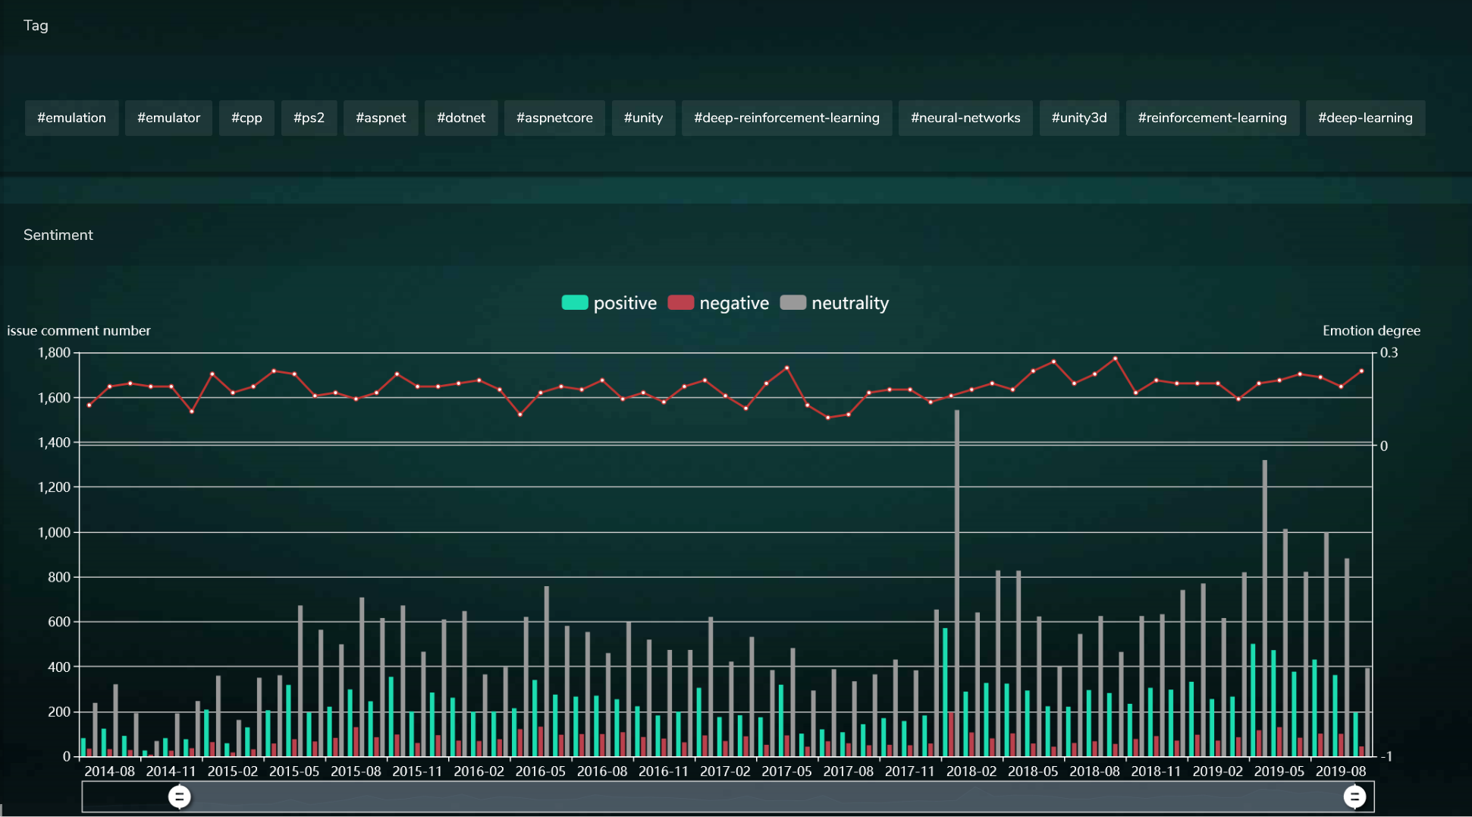 Tag
#emulation #emulator #cpp #ps2 #aspnet #dotnet #aspnetcore #unity #deep-reinforcement-learning #neural-networks #unity3d #reinforcement-learning #deep-learning
Sentiment
positive negative neutrality
issue comment number Emotion degree
1,800 0.3
1,600
1,400 0
1,200
1,000
800
600
400
200
0 -1
2014-08 2014-11 2015-02 2015-05 2015-08 2015-11 2016-02 2016-05 2016-08 2016-11 2017-02 2017-05 2017-08 2017-11 2018-02 2018-05 2018-08 2018-11 2019-02 2019-05 2019-08